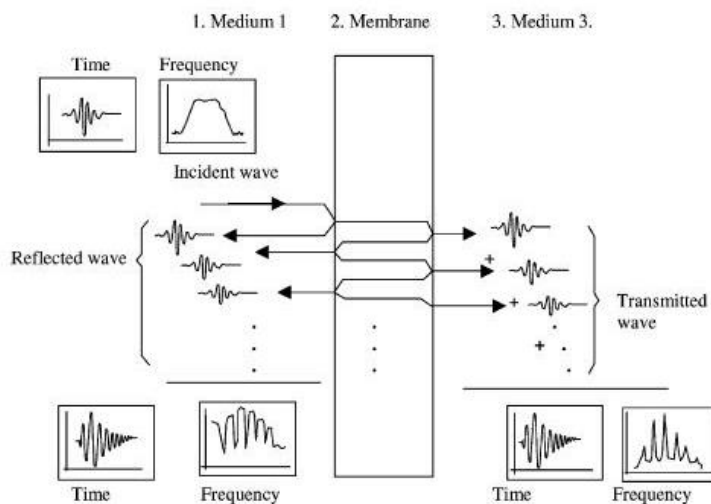 1. Medium 1 2. Membrane 3. Medium 3.
Time Frequency
Incident wave
Reflected wave
+
+
Transmitted
wave
+
Time Frequency Time Frequency